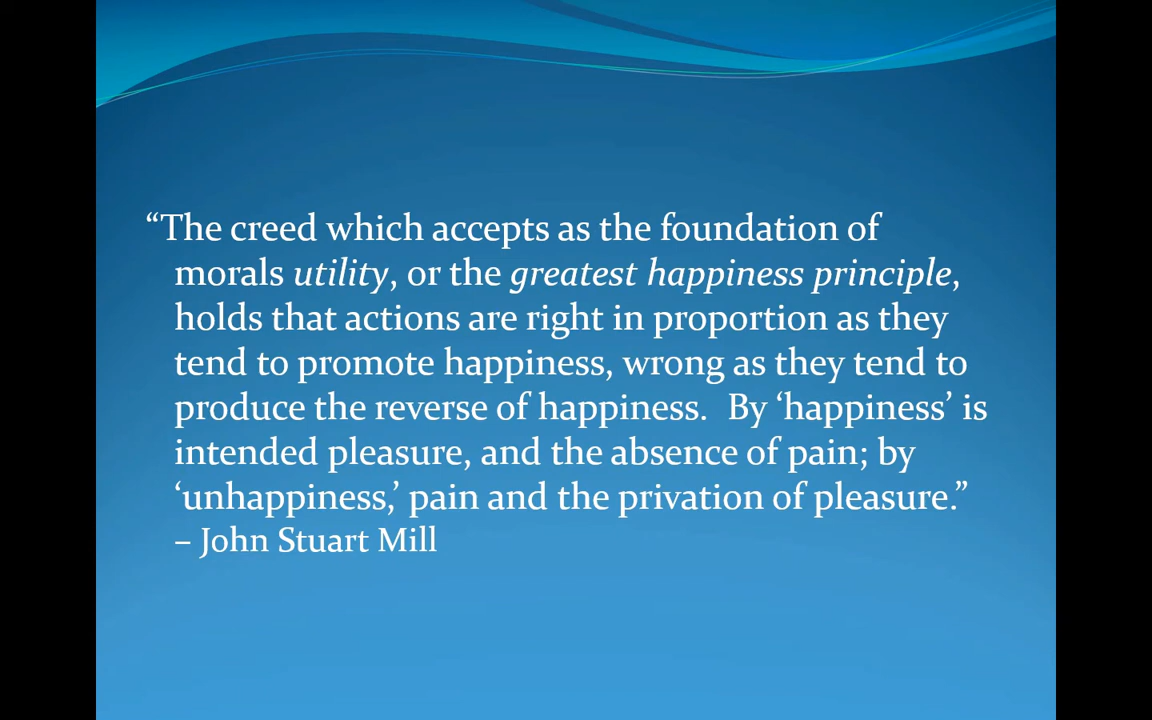 “The creed which accepts as the foundation of
morals utility, or the greatest happiness principle,
holds that actions are right in proportion as they
tend to promote happiness, wrong as they tend to
produce the reverse of happiness.  By ‘happiness’ is
intended pleasure, and the absence of pain; by
‘unhappiness,’ pain and the privation of pleasure.”
– John Stuart Mill